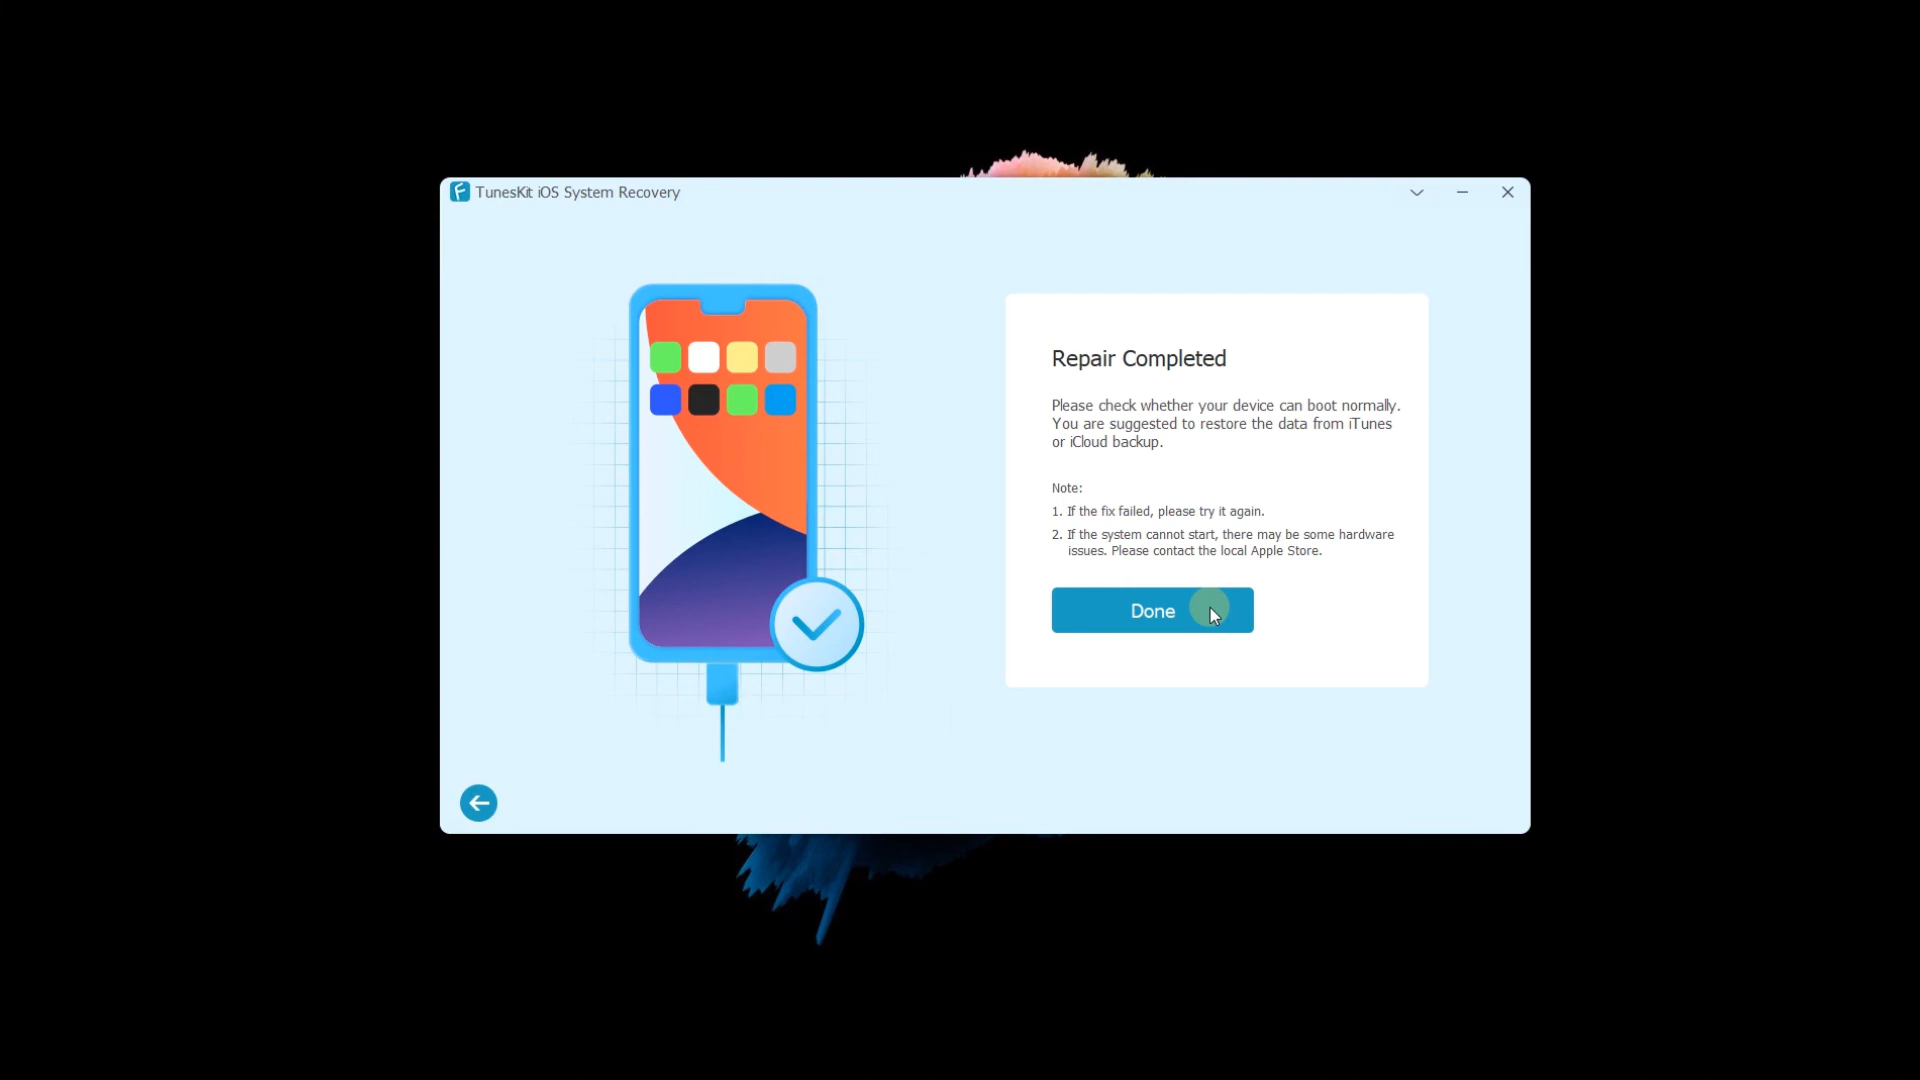 TunesKit iOS System Recovery
Repair Completed
Please check whether your device can boot normally.
You are suggested to restore the data from iTunes
or iCloud backup.
Note:
1. If the fix failed, please try it again.
2. If the system cannot start, there may be some hardware
issues. Please contact the local Apple Store.
Done